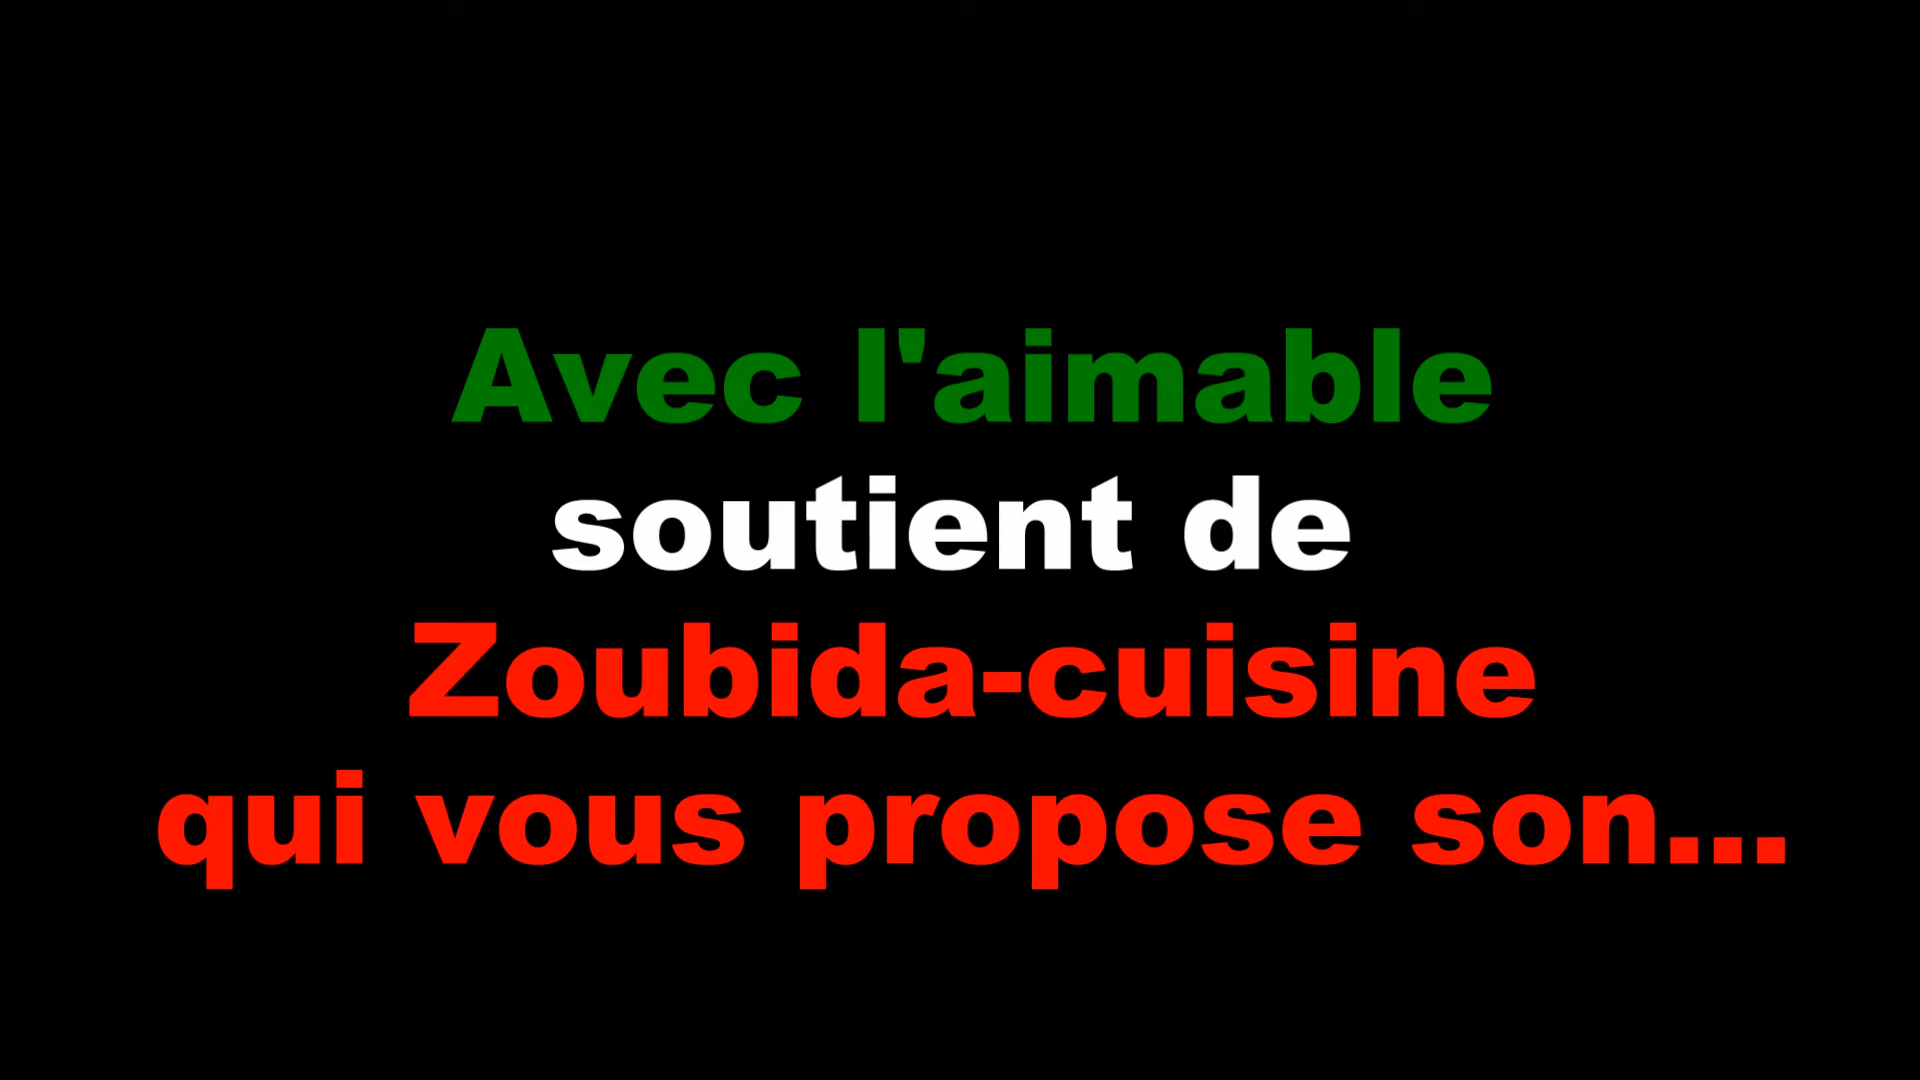 Avec l'aimable
soutient de
Zoubida-cuisine
qui vous propose son...